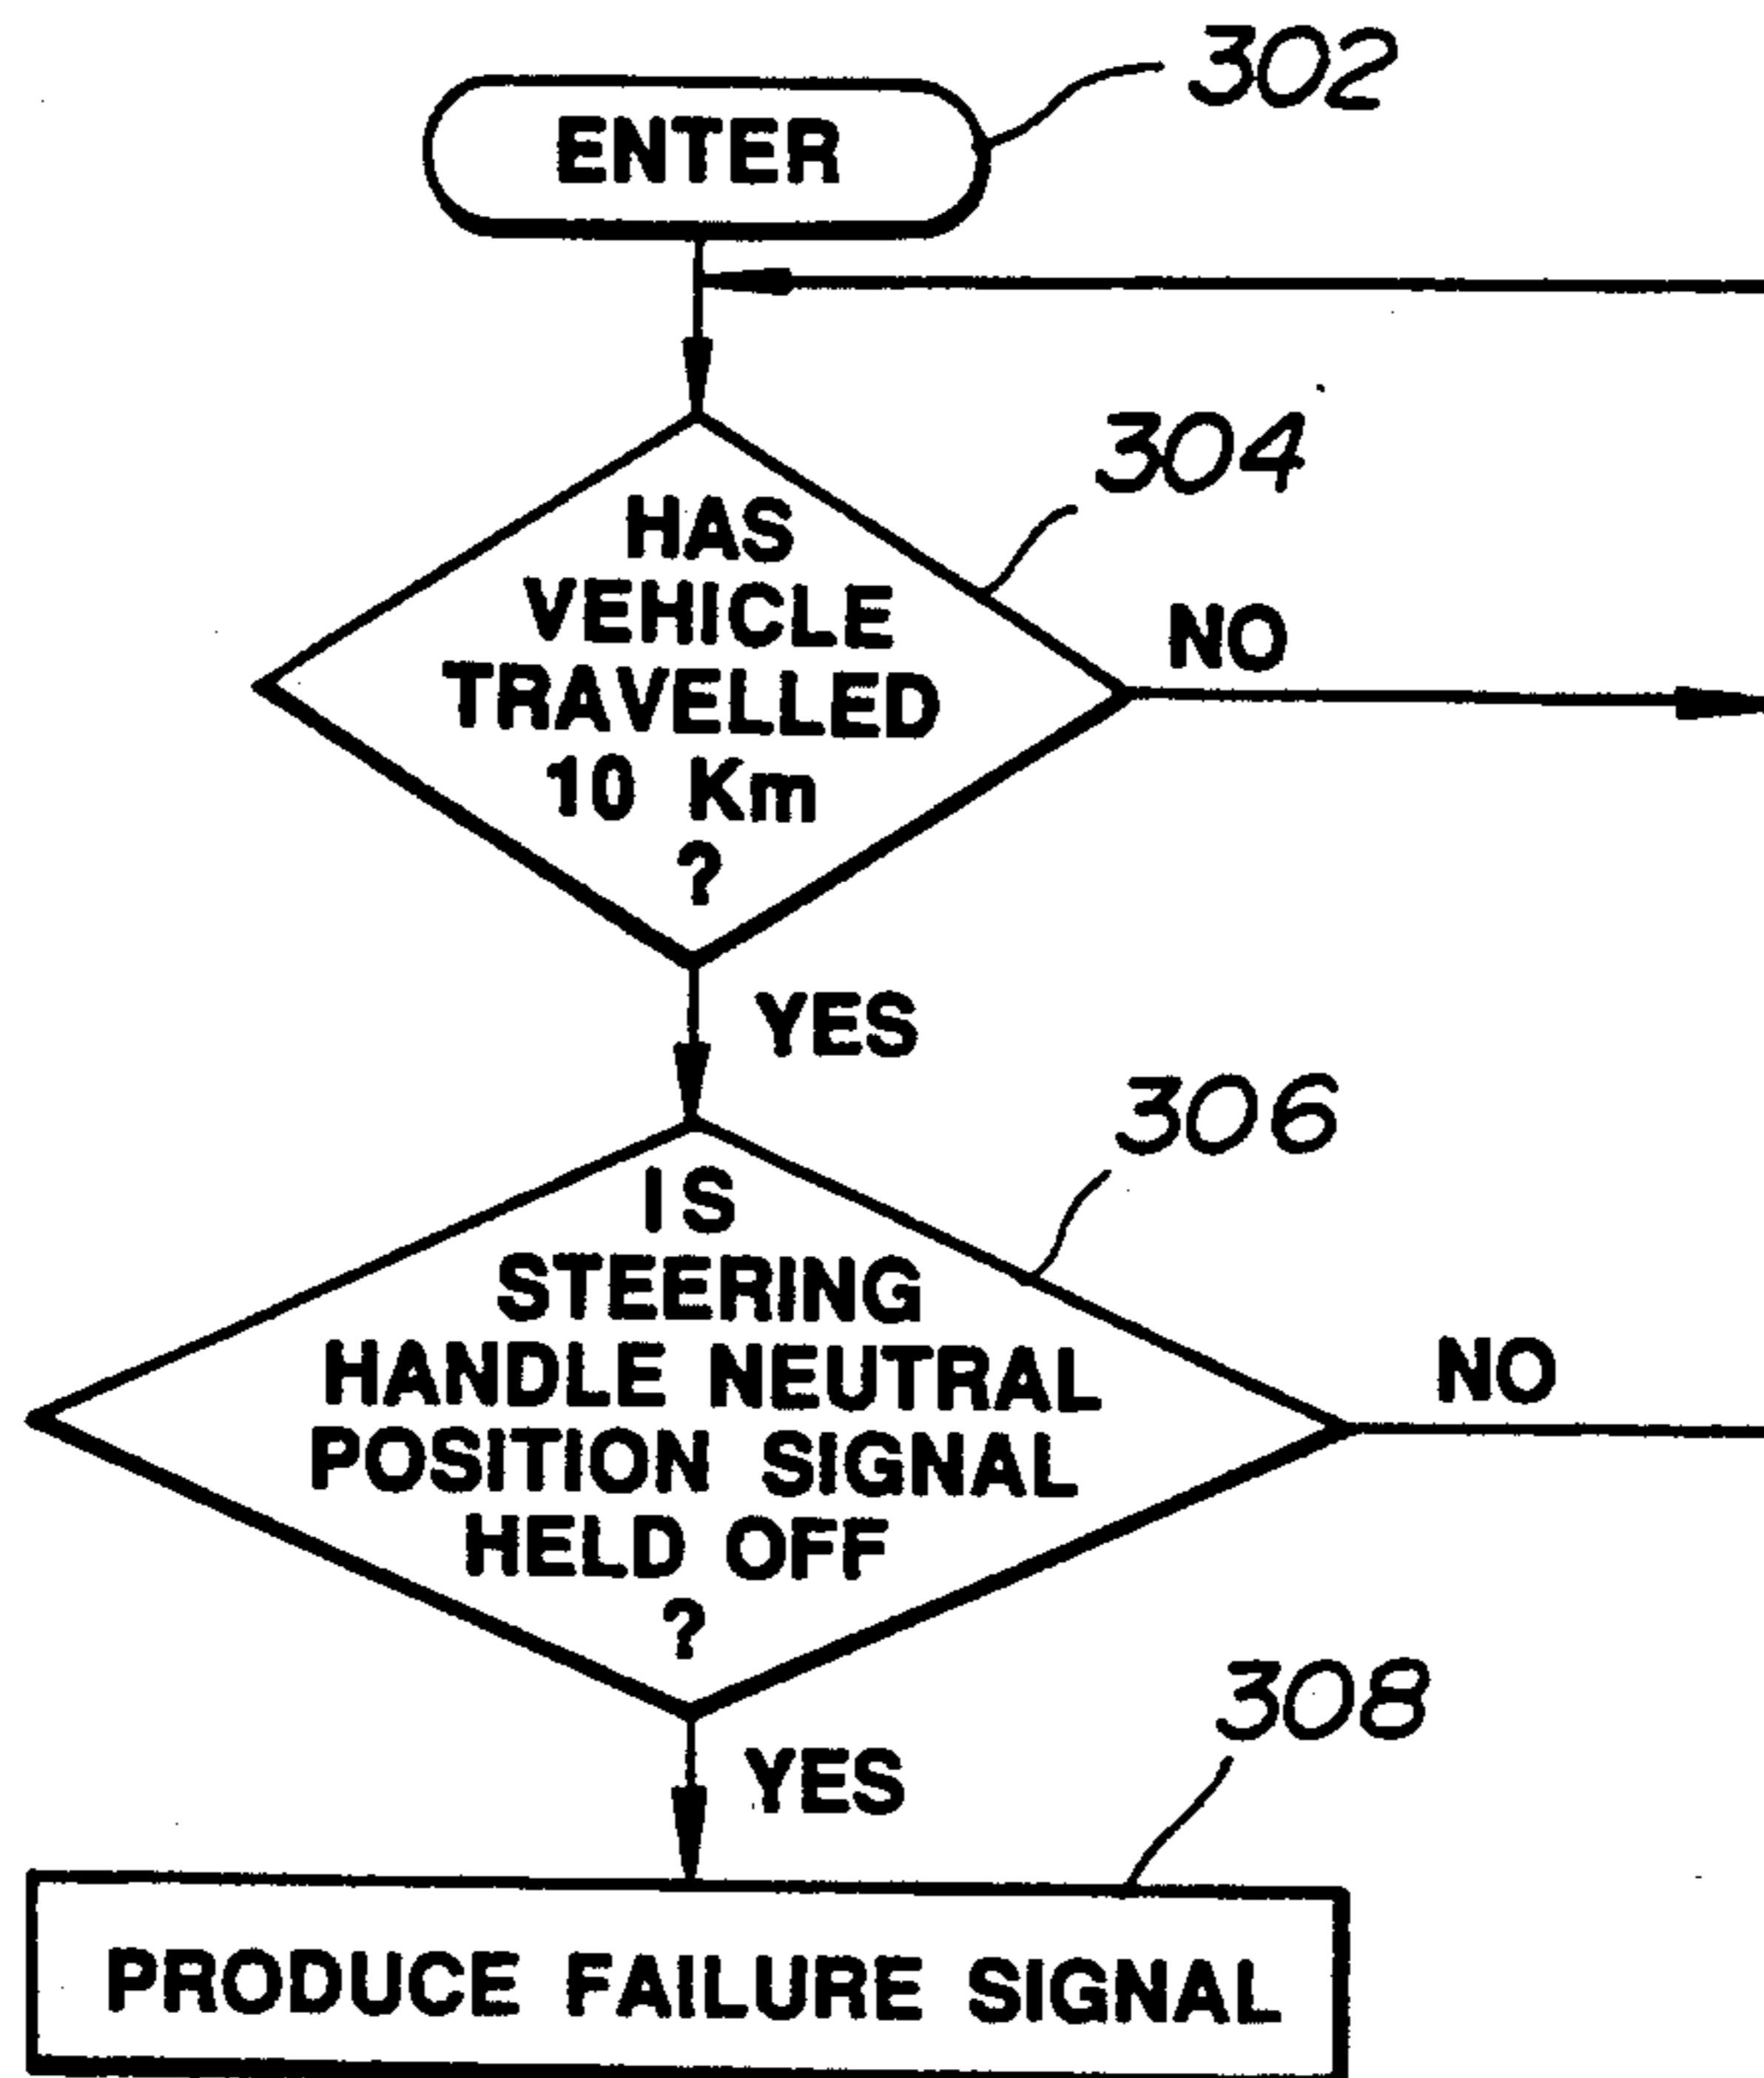 302
ENTER
304
HAS
VEHICLE
TRAVELLED
10 Km
?
NO
YES
306
IS
STEERING
HANDLE NEUTRAL
POSITION SIGNAL
HELD OFF
?
NO
YES
308
PRODUCE FAILURE SIGNAL